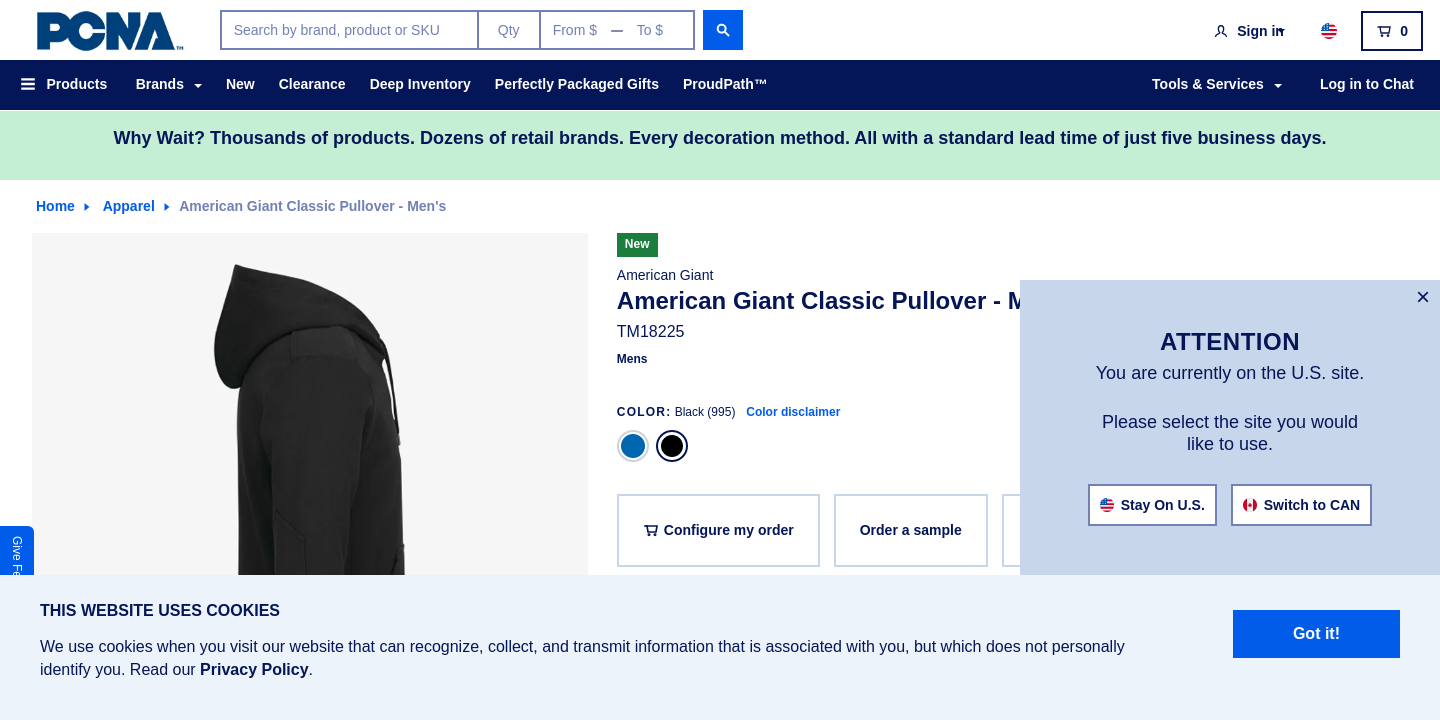 PCNA™
Search by brand, product or SKU
Qty
From $ — To $
Sign in
0
Products
Brands
New
Clearance
Deep Inventory
Perfectly Packaged Gifts
ProudPath™
Tools & Services
Log in to Chat
Why Wait? Thousands of products. Dozens of retail brands. Every decoration method. All with a standard lead time of just five business days.
Home
Apparel
American Giant Classic Pullover - Men's
New
American Giant
American Giant Classic Pullover -
TM18225
Mens
COLOR: Black (995) Color disclaimer
Configure my order
Order a sample
×
ATTENTION
You are currently on the U.S. site.
Please select the site you would
like to use.
Stay On U.S.
Switch to CAN
Give
THIS WEBSITE USES COOKIES
We use cookies when you visit our website that can recognize, collect, and transmit information that is associated with you, but which does not personally
identify you. Read our Privacy Policy.
Got it!